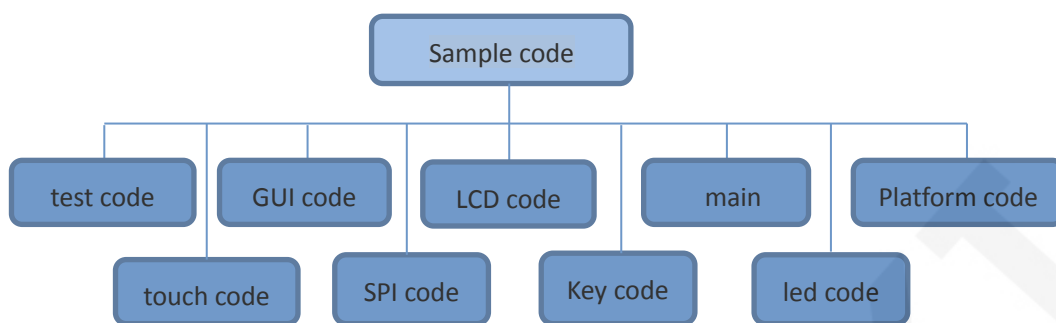 Sample code
test code
GUI code
LCD code
main
Platform code
touch code
SPI code
Key code
led code